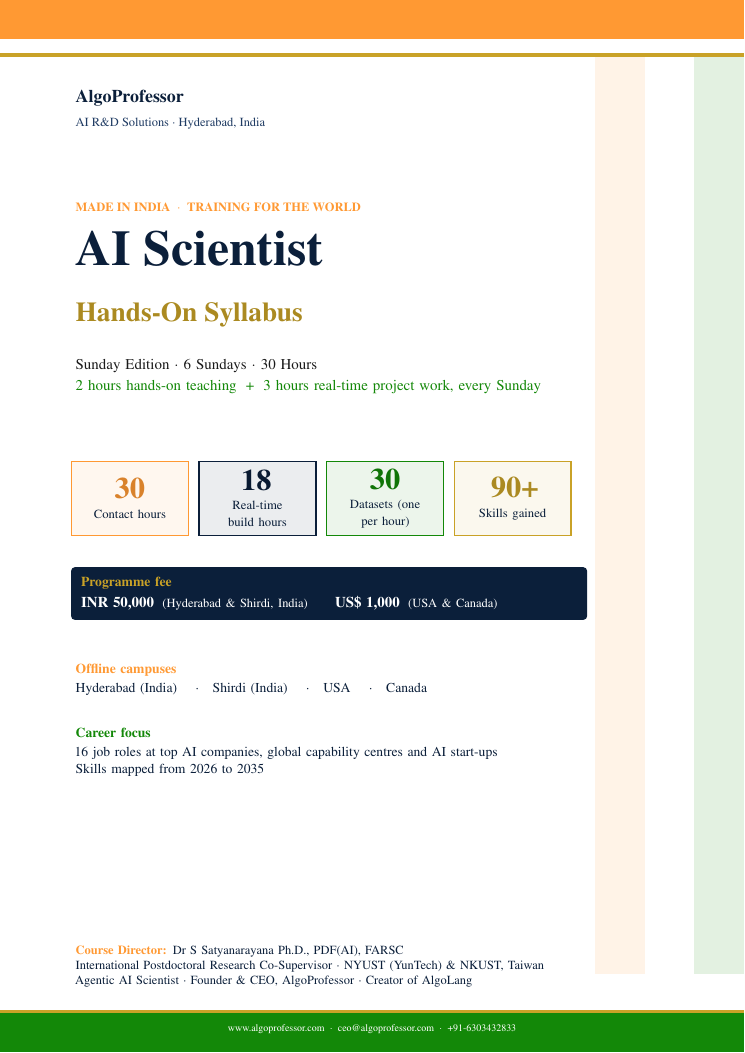 AlgoProfessor
AI R&D Solutions · Hyderabad, India
MADE IN INDIA · TRAINING FOR THE WORLD
AI Scientist
Hands-On Syllabus
Sunday Edition · 6 Sundays · 30 Hours
2 hours hands-on teaching + 3 hours real-time project work, every Sunday
30
Contact hours
18
Real-time
build hours
30
Datasets (one
per hour)
90+
Skills gained
Programme fee
INR 50,000 (Hyderabad & Shirdi, India) US$ 1,000 (USA & Canada)
Offline campuses
Hyderabad (India) · Shirdi (India) · USA · Canada
Career focus
16 job roles at top AI companies, global capability centres and AI start-ups
Skills mapped from 2026 to 2035
Course Director: Dr S Satyanarayana Ph.D., PDF(AI), FARSC
International Postdoctoral Research Co-Supervisor · NYUST (YunTech) & NKUST, Taiwan
Agentic AI Scientist · Founder & CEO, AlgoProfessor · Creator of AlgoLang
www.algoprofessor.com · ceo@algoprofessor.com · +91-6303432833